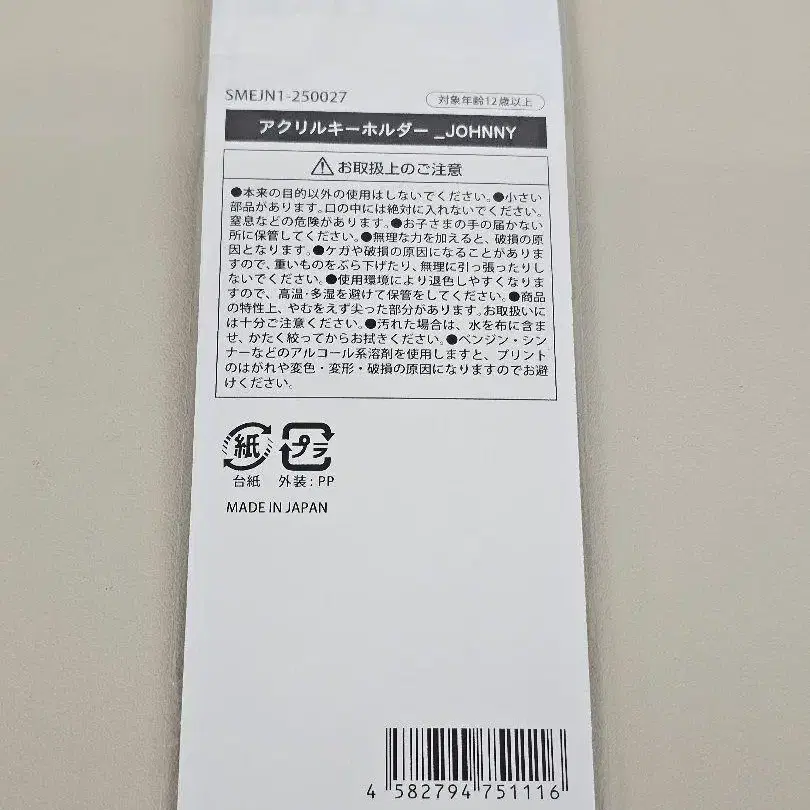 SMEJN1-250027
対象年齢12歳以上
アクリルキーホルダー _JOHNNY
お取扱上のご注意
●本来の目的以外の使用はしないでください。●小さい
部品があります。口の中には絶対に入れないでください。
窒息などの危険があります。●お子さまの手の届かない
所に保管してください。●無理な力を加えると、破損の原
因となります。●ケガや破損の原因になることがありま
すので、重いものをぶら下げたり、無理に引っ張ったりし
ないでください。●使用環境により退色しやすくなりま
すので、高温・多湿を避けて保管をしてください。●商品
の特性上、やむをえず尖った部分があります。お取扱いに
は十分ご注意ください。●汚れた場合は、水を布に含ま
せ、かたく絞ってからお拭きください。●ベンジン・シン
ナーなどのアルコール系溶剤を使用しますと、プリント
のはがれや変色・変形・破損の原因になりますのでお避
けください。
紙 プラ
台紙 外装:PP
MADE IN JAPAN
4 582794 751116